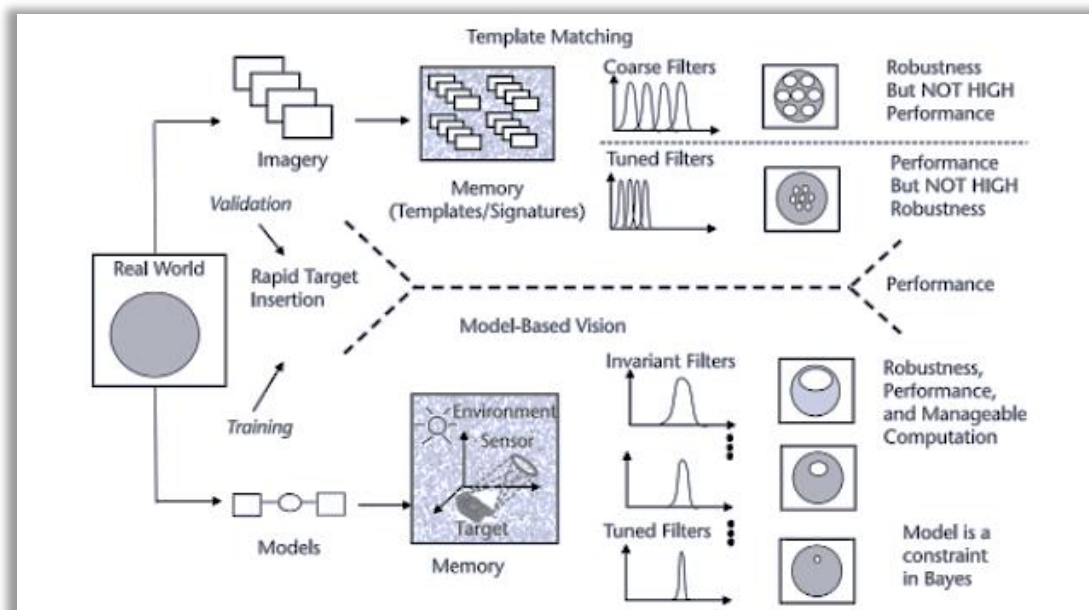 Template Matching
Coarse Filters
Robustness
But NOT HIGH
Performance
Imagery
Tuned Filters
Performance
But NOT HIGH
Robustness
Memory
(Templates/Signatures)
Validation
Real World
Rapid Target
Insertion
Performance
Model-Based Vision
Invariant Filters
Robustness,
Performance,
and Manageable
Computation
Training
Environment
Sensor
Target
Models
Memory
Tuned Filters
Model is a
constraint
in Bayes